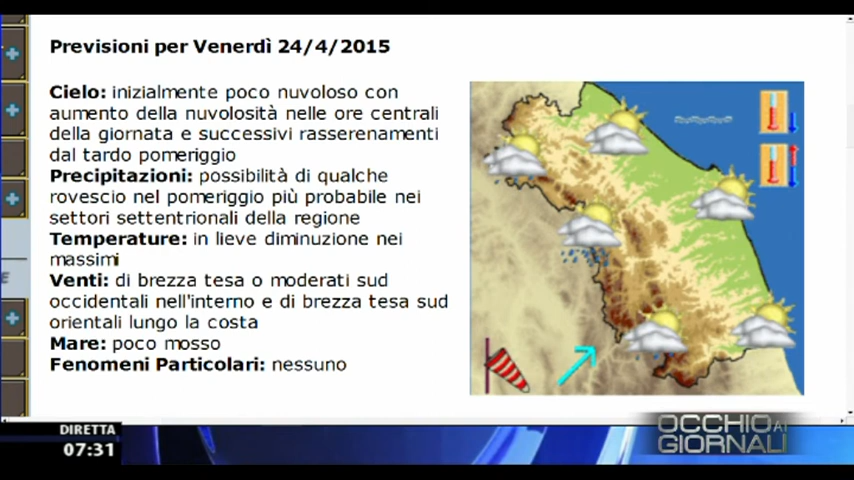 Previsioni per Venerdì 24/4/2015
Cielo: inizialmente poco nuvoloso con
aumento della nuvolosità nelle ore centrali
della giornata e successivi rasserenamenti
dal tardo pomeriggio
Precipitazioni: possibilità di qualche
rovescio nel pomeriggio più probabile nei
settori settentrionali della regione
Temperature: in lieve diminuzione nei
massimi
Venti: di brezza tesa o moderati sud
occidentali nell'interno e di brezza tesa sud
orientali lungo la costa
Mare: poco mosso
Fenomeni Particolari: nessuno
E
DIRETTA
07:31
OCCHIO AI
GIORNALI